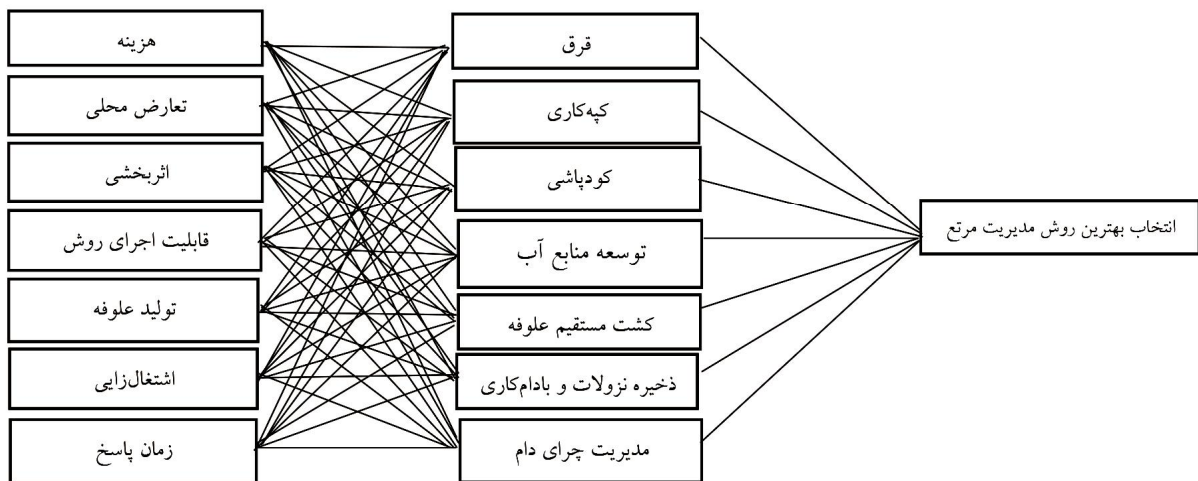 انتخاب بهترین روش مدیریت مرتع
قرق
کپه‌کاری
کودپاشی
توسعه منابع آب
کشت مستقیم علوفه
ذخیره نزولات و بادام‌کاری
مدیریت چرای دام
هزینه
تعارض محلی
اثربخشی
قابلیت اجرای روش
تولید علوفه
اشتغال‌زایی
زمان پاسخ